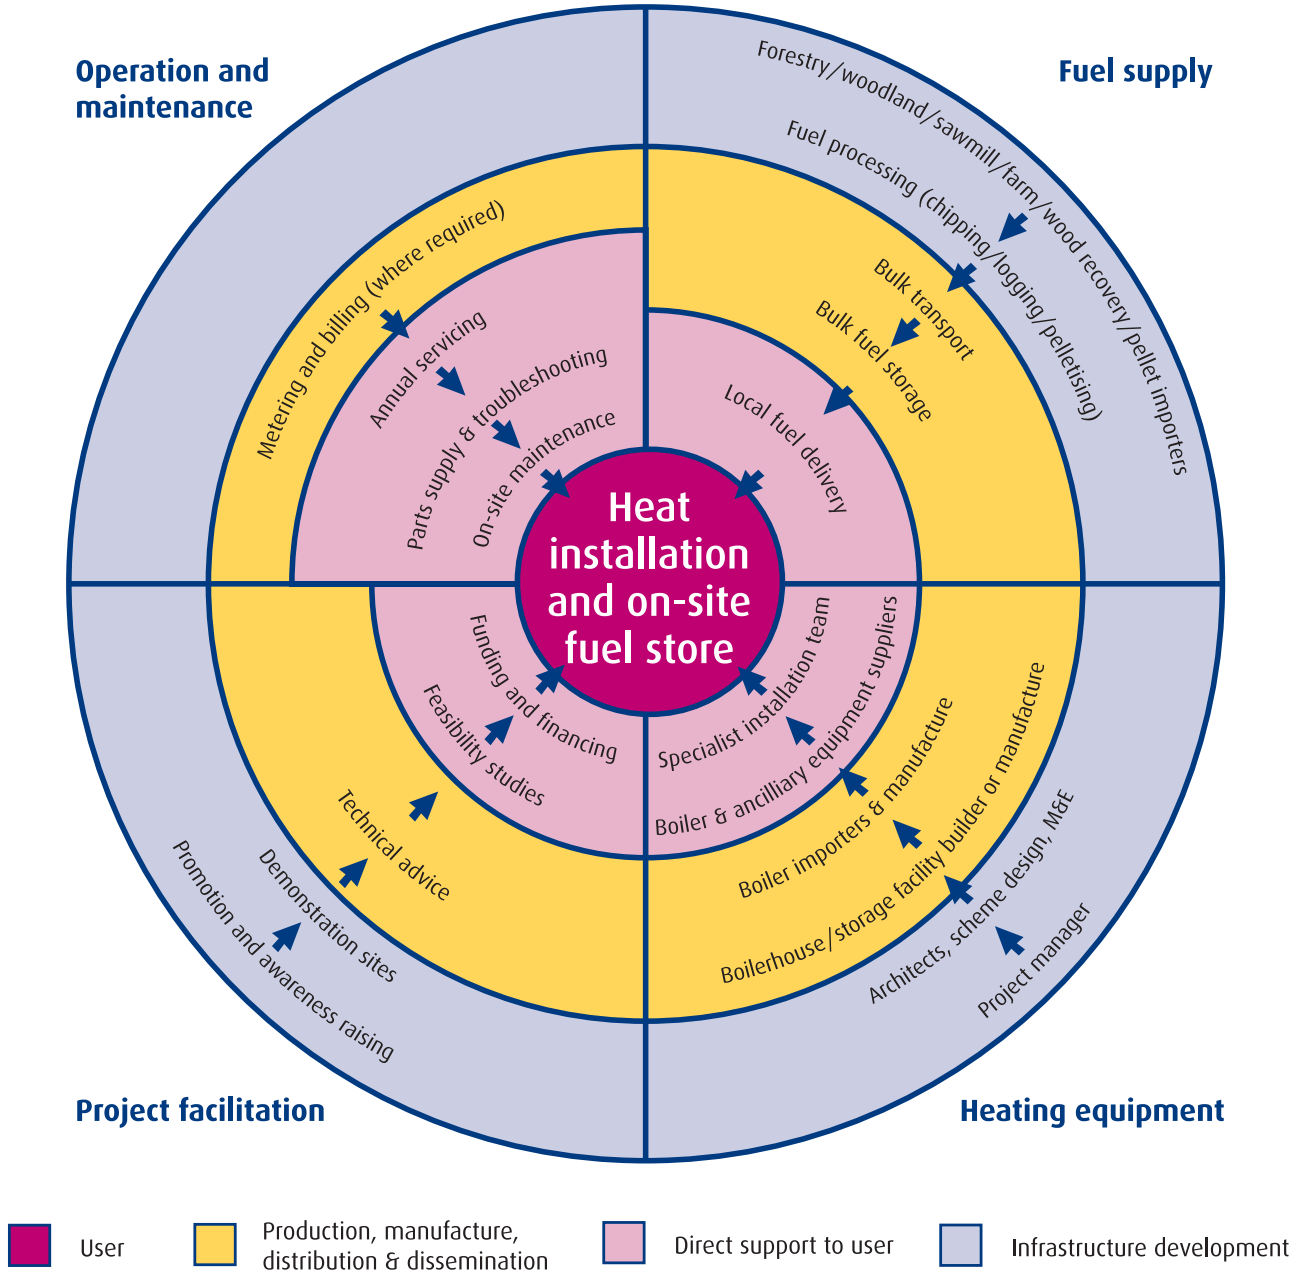 Operation and
maintenance
Fuel supply
Forestry/woodland/sawmill/farm/wood recovery/pellet importers
Fuel processing (chipping/logging/pelletising)
Bulk transport
Bulk fuel storage
Local fuel delivery
Metering and billing (where required)
Annual servicing
Parts supply & troubleshooting
On-site maintenance
Heat
installation
and on-site
fuel store
Funding and financing
Feasibility studies
Technical advice
Demonstration sites
Promotion and awareness raising
Specialist installation team
Boiler & ancilliary equipment suppliers
Boiler importers & manufacture
Boilerhouse/storage facility builder or manufacture
Architects, scheme design, M&E
Project manager
Project facilitation
Heating equipment
User
Production, manufacture,
distribution & dissemination
Direct support to user
Infrastructure development